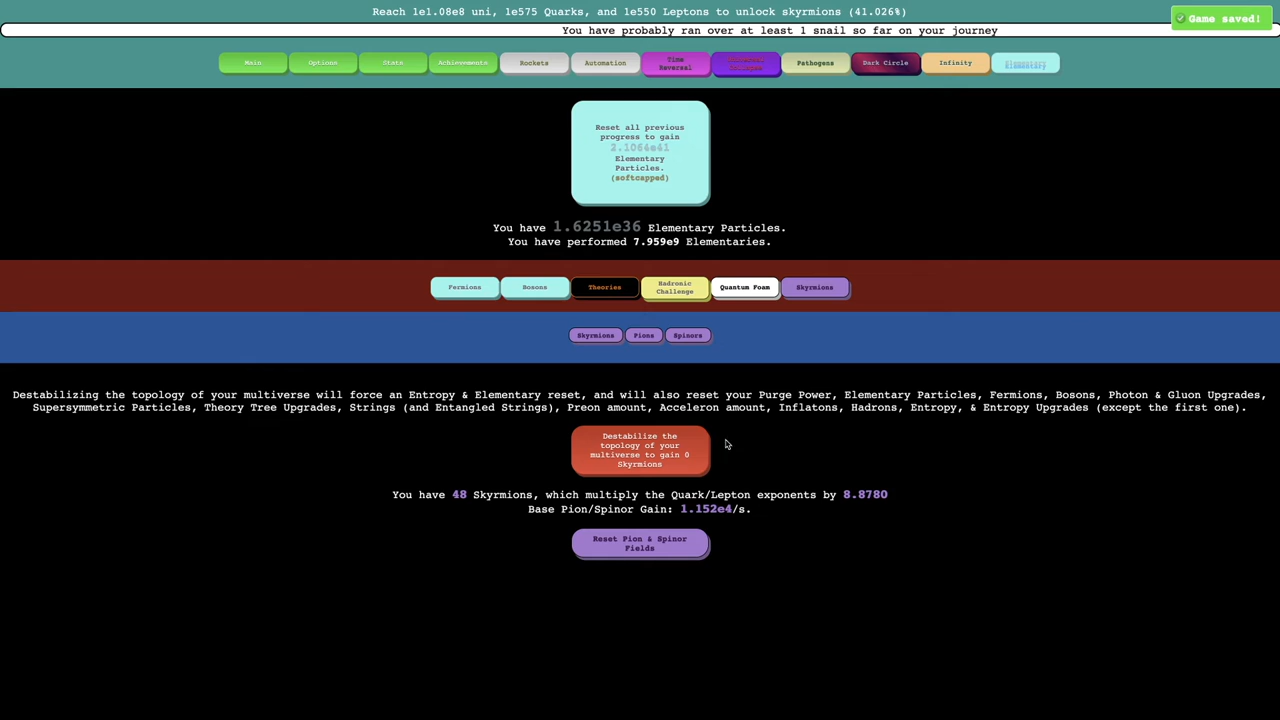 Reach 1e1.08e8 uni, 1e575 Quarks, and 1e550 Leptons to unlock skyrmions (41.026%)
Game saved!
You have probably ran over at least 1 snail so far on your journey
Main
Options
Stats
Achievements
Rockets
Automation
Time
Reversal
Pathogens
Dark Circle
Infinity
Elementary
Reset all previous
progress to gain
2.1064e41
Elementary
Particles.
(softcapped)
You have 1.6251e36 Elementary Particles.
You have performed 7.959e9 Elementaries.
Fermions
Bosons
Theories
Hadronic
Challenge
Quantum Foam
Skyrmions
Skyrmions
Pions
Spinors
Destabilizing the topology of your multiverse will force an Entropy & Elementary reset, and will also reset your Purge Power, Elementary Particles, Fermions, Bosons, Photon & Gluon Upgrades,
Supersymmetric Particles, Theory Tree Upgrades, Strings (and Entangled Strings), Preon amount, Acceleron amount, Inflatons, Hadrons, Entropy, & Entropy Upgrades (except the first one).
Destabilize the
topology of your
multiverse to gain 0
Skyrmions
You have 48 Skyrmions, which multiply the Quark/Lepton exponents by 8.8780
Base Pion/Spinor Gain: 1.152e4/s.
Reset Pion & Spinor
Fields